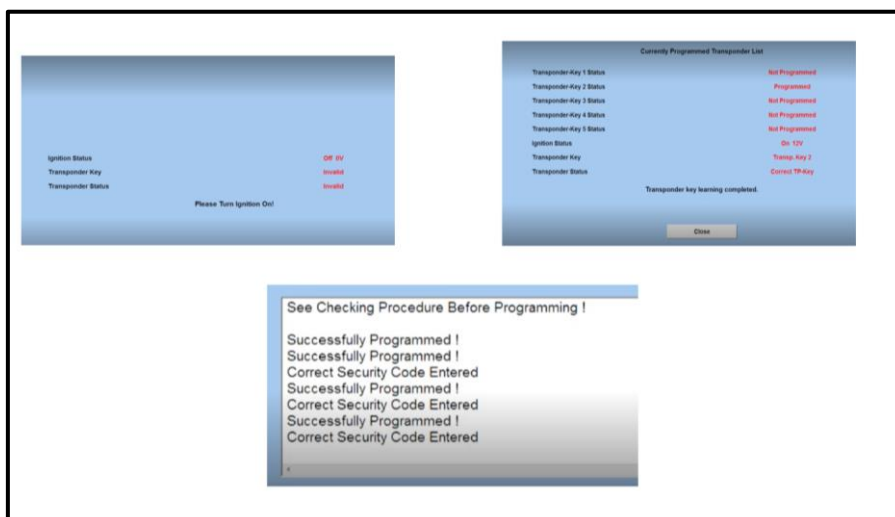 Ignition Status Off 0V
Transponder Key Invalid
Transponder Status Invalid
Please Turn Ignition On!
Currently Programmed Transponder List
Transponder-Key 1 Status Not Programmed
Transponder-Key 2 Status Programmed
Transponder-Key 3 Status Not Programmed
Transponder-Key 4 Status Not Programmed
Transponder-Key 5 Status Not Programmed
Ignition Status On 13V
Transponder Key Transp. Key 2
Transponder Status Correct TP-Key
Transponder key learning completed.
Close
See Checking Procedure Before Programming !
Successfully Programmed !
Successfully Programmed !
Correct Security Code Entered
Successfully Programmed !
Correct Security Code Entered
Successfully Programmed !
Correct Security Code Entered